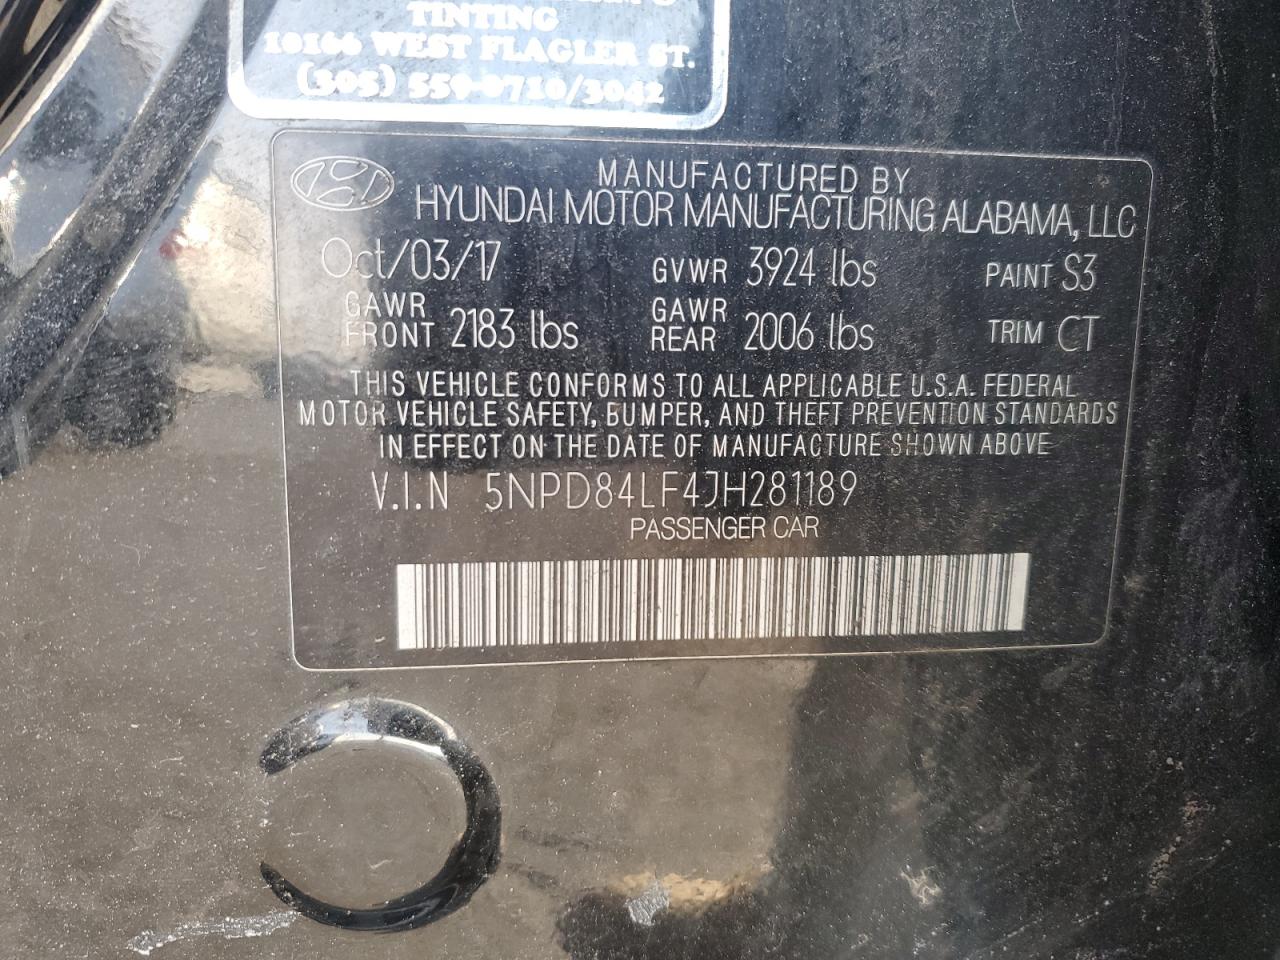 TINTING
10166 WEST FLAGLER ST.
(305) 559-9710/3042
MANUFACTURED BY
HYUNDAI MOTOR MANUFACTURING ALABAMA, LLC
Oct/03/17 GVWR 3924 lbs PAINT S3
GAWR FRONT 2183 lbs GAWR REAR 2006 lbs TRIM CT
THIS VEHICLE CONFORMS TO ALL APPLICABLE U.S.A. FEDERAL
MOTOR VEHICLE SAFETY, BUMPER, AND THEFT PREVENTION STANDARDS
IN EFFECT ON THE DATE OF MANUFACTURE SHOWN ABOVE
V.I.N 5NPD84LF4JH281189
PASSENGER CAR